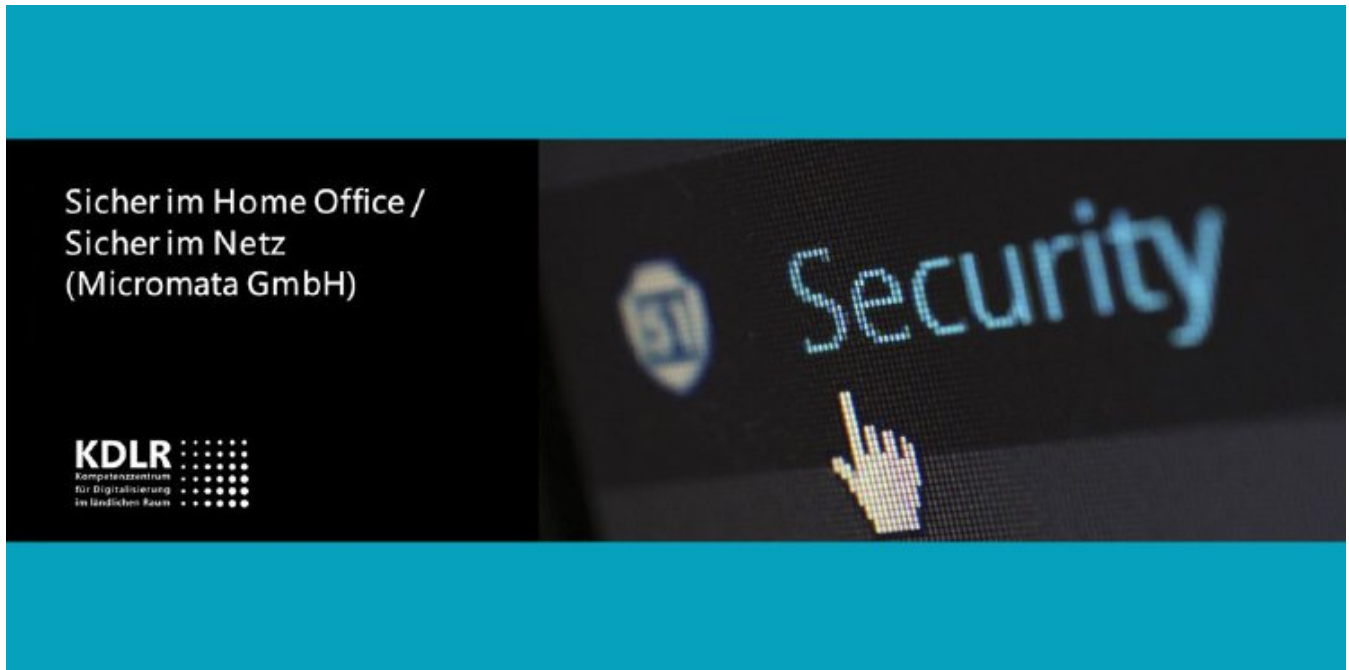 Sicher im Home Office /
Sicher im Netz
(Micromata GmbH)
KDLR
Kompetenzzentrum
für Digitalisierung
im ländlichen Raum
Security